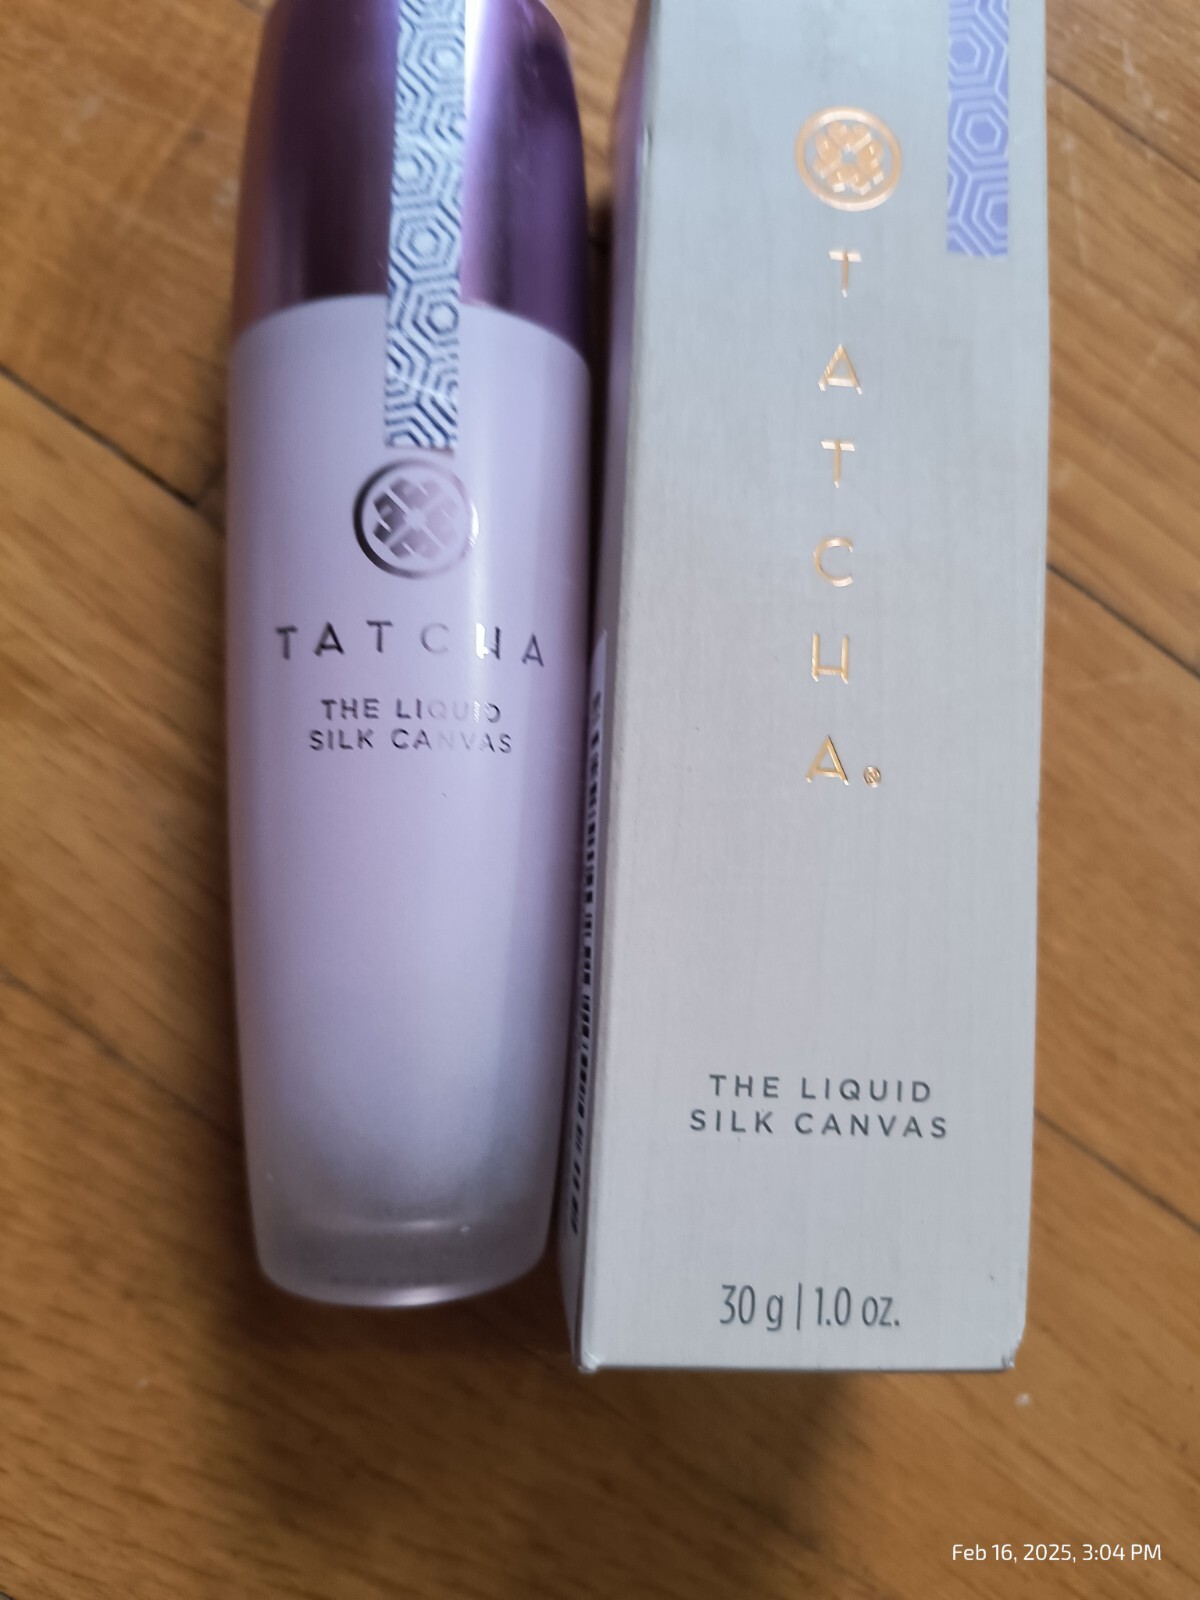 TATCHA
THE LIQUID
SILK CANVAS
TATCHA®
THE LIQUID
SILK CANVAS
30 g | 1.0 oz.
Feb 16, 2025, 3:04 PM